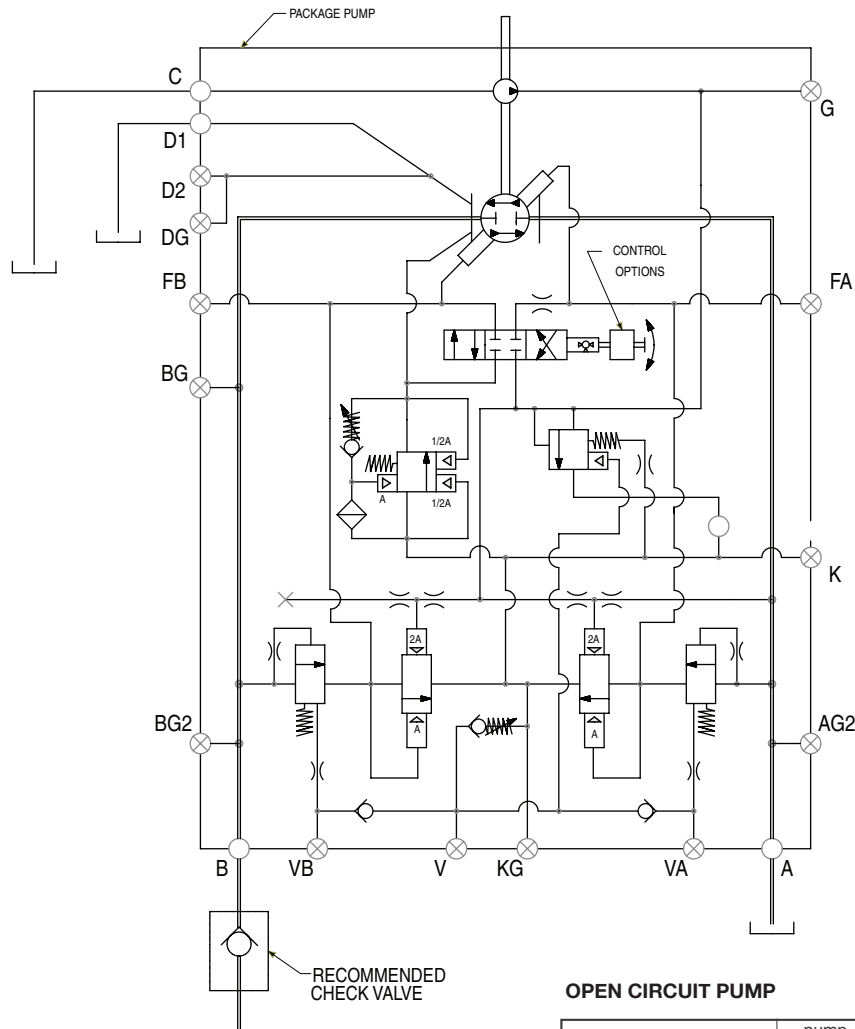 PACKAGE PUMP
C
G
D1
D2
DG
CONTROL
OPTIONS
FB
FA
BG
1/2A
A
1/2A
K
2A
2A
BG2
AG2
A
A
B
VB
V
KG
VA
A
RECOMMENDED
CHECK VALVE
OPEN CIRCUIT PUMP